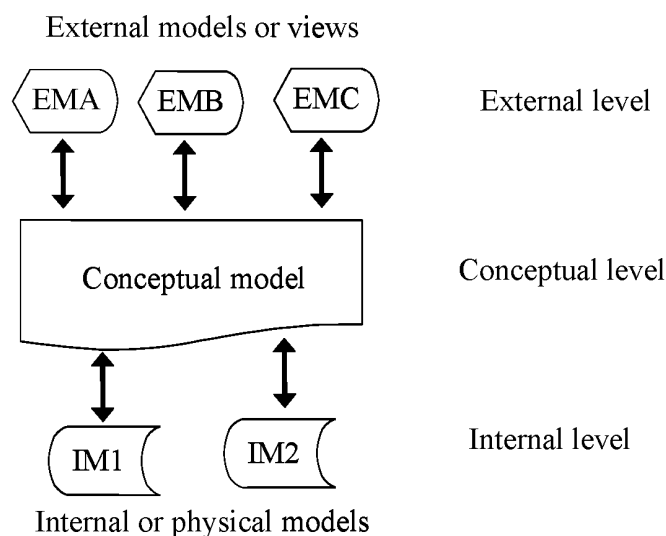 External models or views
EMA EMB EMC External level
Conceptual model Conceptual level
IM1 IM2 Internal level
Internal or physical models